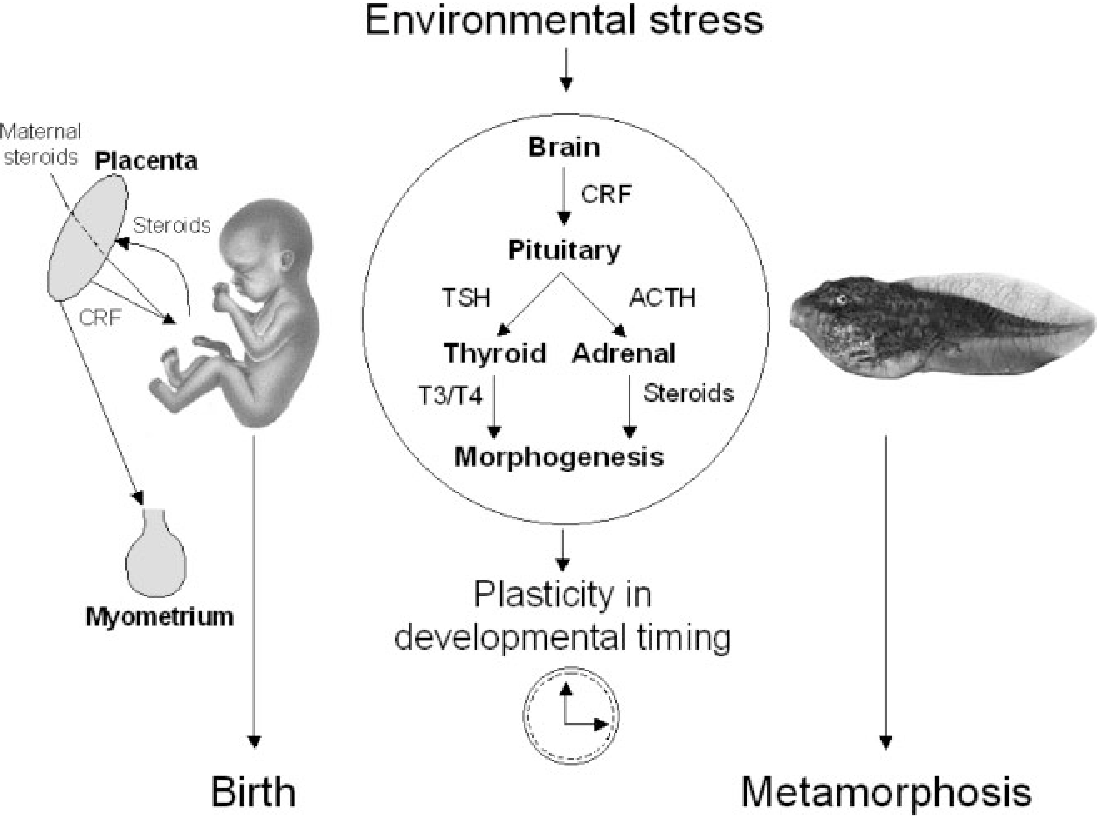 Environmental stress
Maternal
steroids
Placenta
Steroids
CRF
Myometrium
Birth
Brain
CRF
Pituitary
TSH
ACTH
Thyroid
Adrenal
T3/T4
Steroids
Morphogenesis
Plasticity in
developmental timing
Metamorphosis